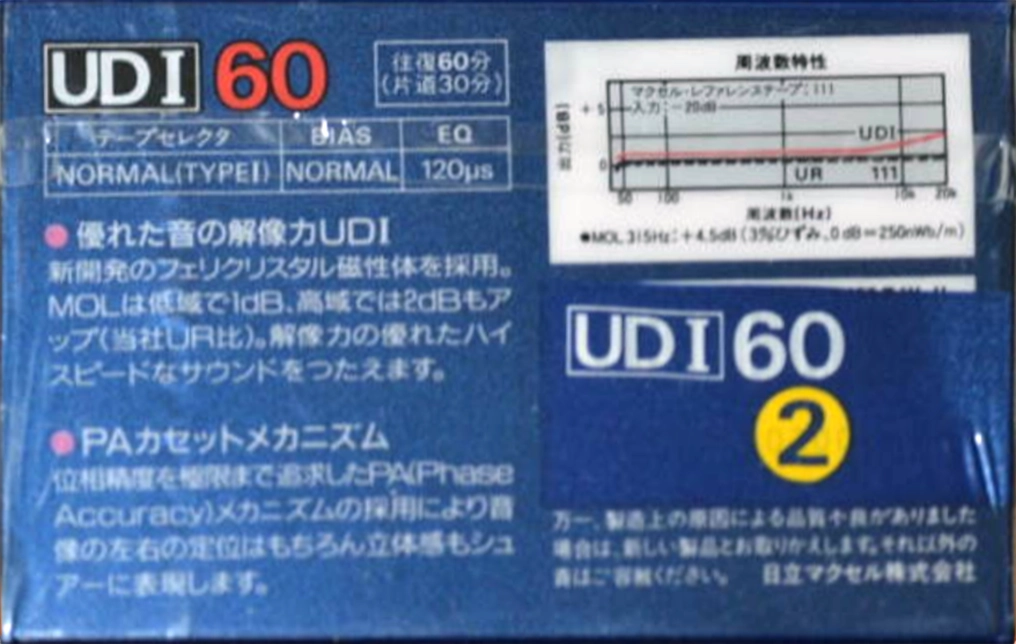 UDI 60
往復60分
(片道30分)
テープセレクタ BIAS EQ
NORMAL(TYPEI) NORMAL 120μs
● 優れた音の解像力UDI
新開発のフェリクリスタル磁性体を採用。
MOLは低域で1dB、高域では2dBもア
ップ(当社UR比)。解像力の優れたハイ
スピードなサウンドをつたえます。
● PAカセットメカニズム
位相精度を極限まで追求したPA(Phase
Accuracy)メカニズムの採用により音
像の左右の定位はもちろん立体感もシュ
アーに表現します。
周波数特性
マクセル・レファレンステープ:111
入力:-20dB
出力(dB)
+5
0
UDI
UR 111
50 100 1k 10k 20k
周波数(Hz)
●MOL 315Hz:+4.5dB(3%ひずみ、0dB=250nWb/m)
UDI 60
2
万一、製造上の原因による品質不良がありました
場合は、新しい製品とお取りかえします。それ以外の
責はご容赦ください。 日立マクセル株式会社